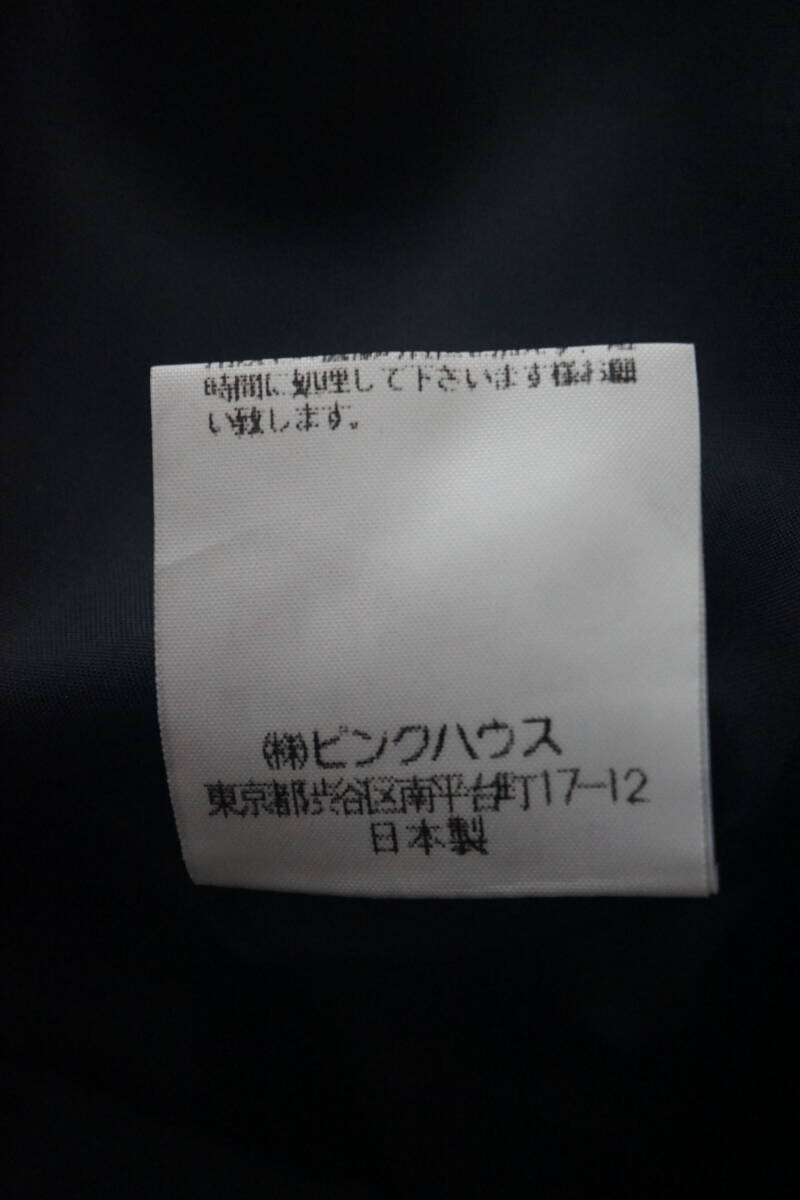 時間に放置して下さいます様お願
い致します。
(株)ピンクハウス
東京都渋谷区南平台町17-12
日本製